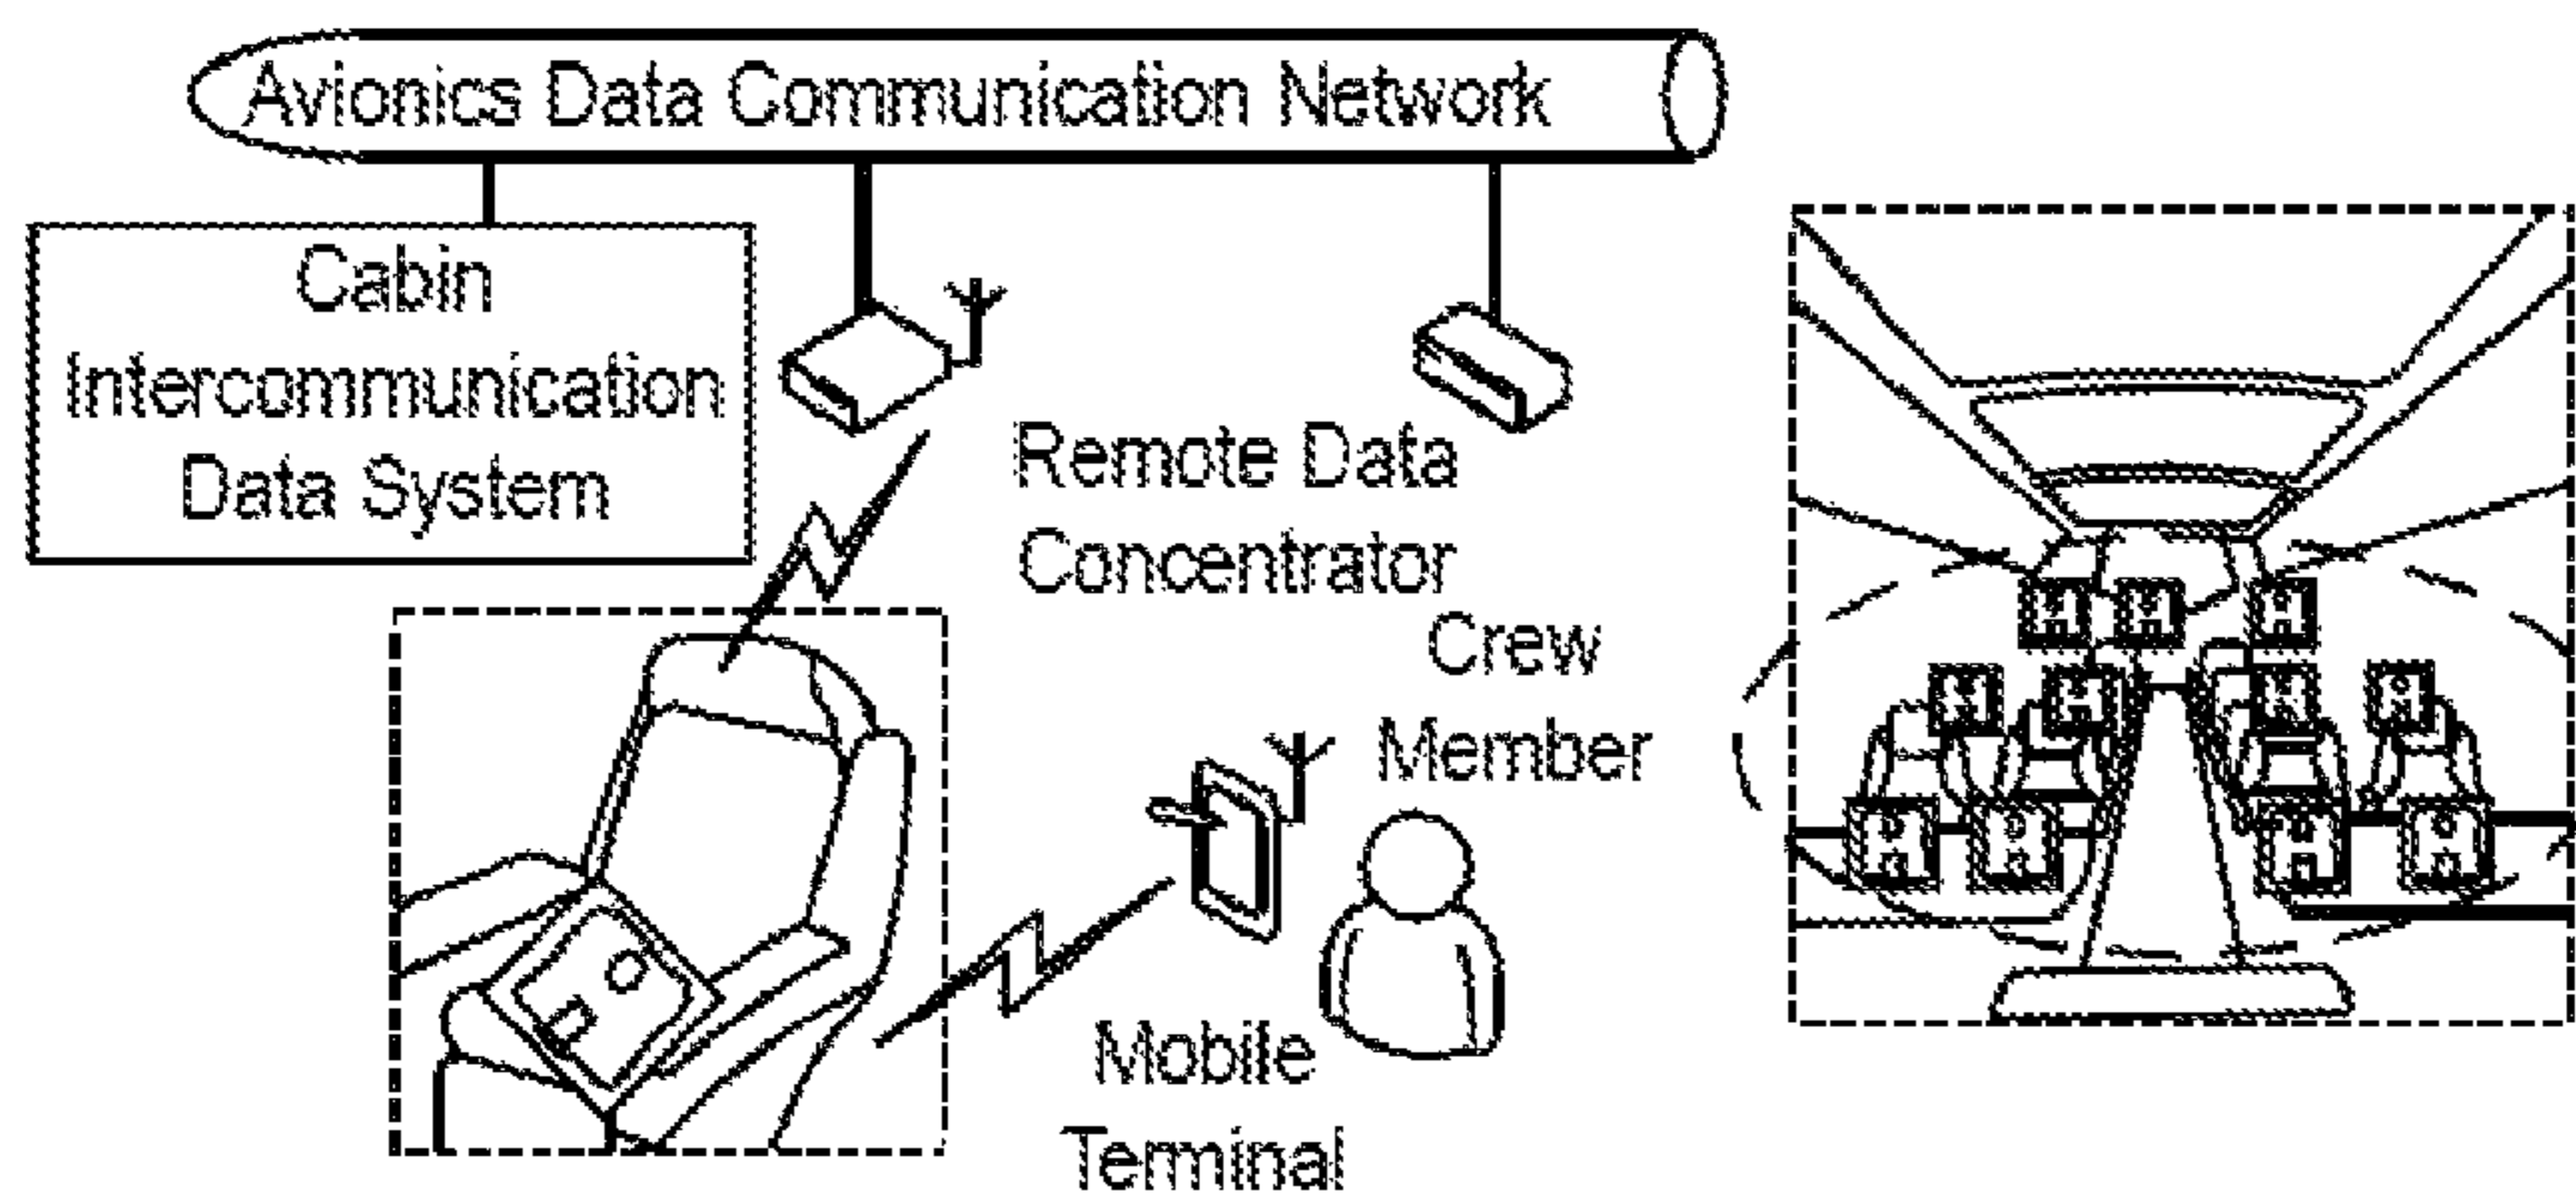 Avionics Data Communication Network
Cabin
Intercommunication
Data System
Remote Data
Concentrator
Crew
Member
Mobile
Terminal